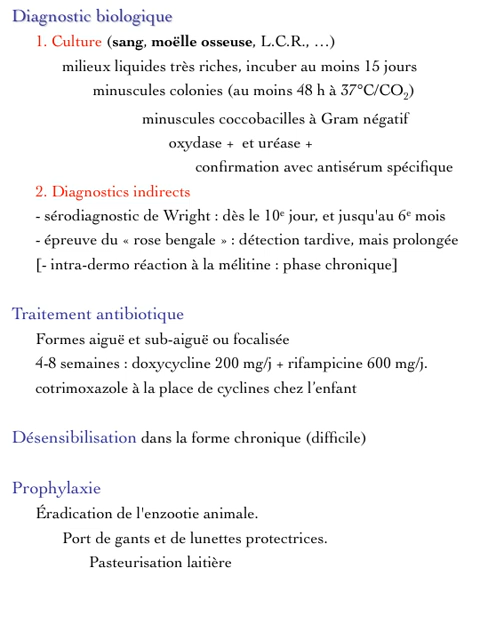 Diagnostic biologique
1. Culture (sang, moëlle osseuse, L.C.R., …)
milieux liquides très riches, incuber au moins 15 jours
minuscules colonies (au moins 48 h à 37°C/CO2)
minuscules coccobacilles à Gram négatif
oxydase + et uréase +
confirmation avec antisérum spécifique
2. Diagnostics indirects
- sérodiagnostic de Wright : dès le 10e jour, et jusqu'au 6e mois
- épreuve du « rose bengale » : détection tardive, mais prolongée
[- intra-dermo réaction à la mélitine : phase chronique]
Traitement antibiotique
Formes aiguë et sub-aiguë ou focalisée
4-8 semaines : doxycycline 200 mg/j + rifampicine 600 mg/j.
cotrimoxazole à la place de cyclines chez l’enfant
Désensibilisation dans la forme chronique (difficile)
Prophylaxie
Éradication de l'enzootie animale.
Port de gants et de lunettes protectrices.
Pasteurisation laitière